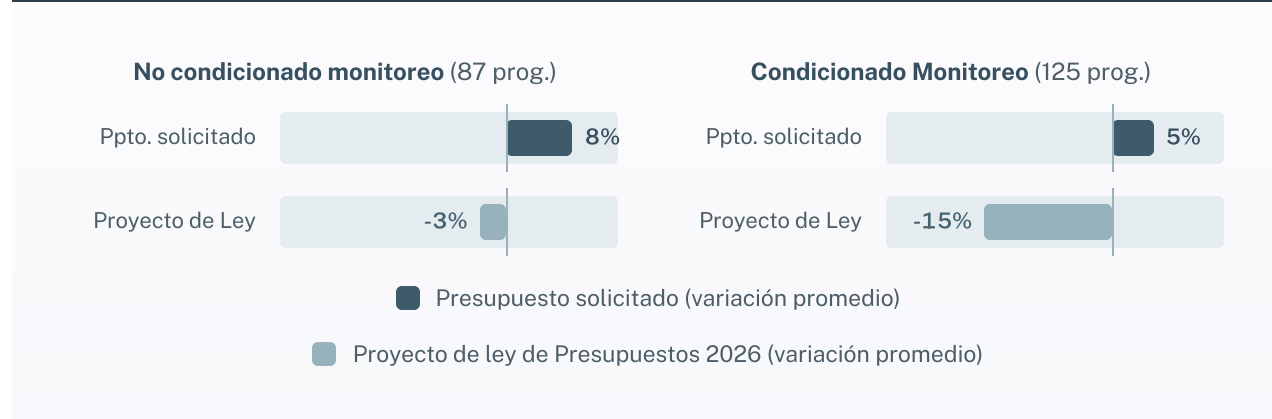 No condicionado monitoreo (87 prog.)
Ppto. solicitado
8%
Proyecto de Ley
-3%
Condicionado Monitoreo (125 prog.)
Ppto. solicitado
5%
Proyecto de Ley
-15%
Presupuesto solicitado (variación promedio)
Proyecto de ley de Presupuestos 2026 (variación promedio)